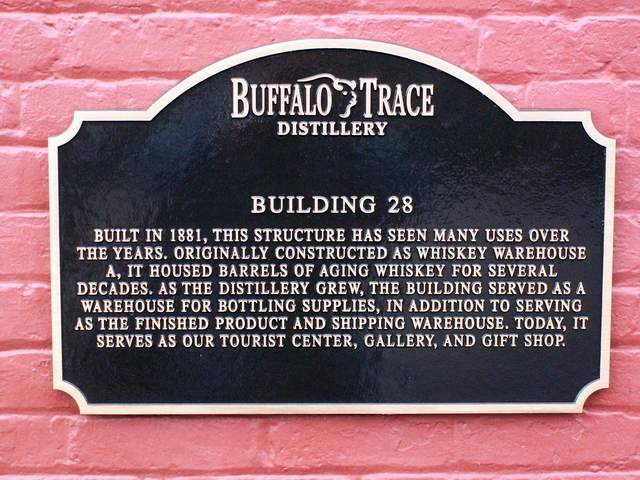 BUFFALO TRACE
DISTILLERY
BUILDING 28
BUILT IN 1881, THIS STRUCTURE HAS SEEN MANY USES OVER
THE YEARS. ORIGINALLY CONSTRUCTED AS WHISKEY WAREHOUSE
A, IT HOUSED BARRELS OF AGING WHISKEY FOR SEVERAL
DECADES. AS THE DISTILLERY GREW, THE BUILDING SERVED AS A
WAREHOUSE FOR BOTTLING SUPPLIES, IN ADDITION TO SERVING
AS THE FINISHED PRODUCT AND SHIPPING WAREHOUSE. TODAY, IT
SERVES AS OUR TOURIST CENTER, GALLERY, AND GIFT SHOP.